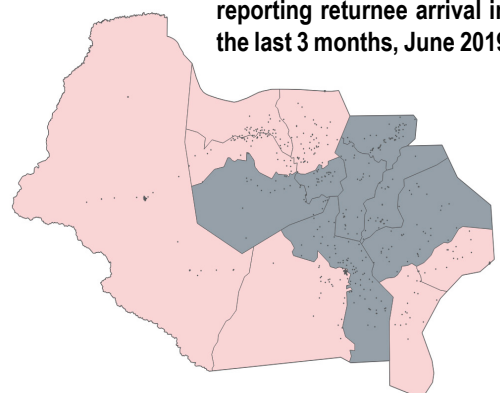 reporting returnee arrival in
the last 3 months, June 2019